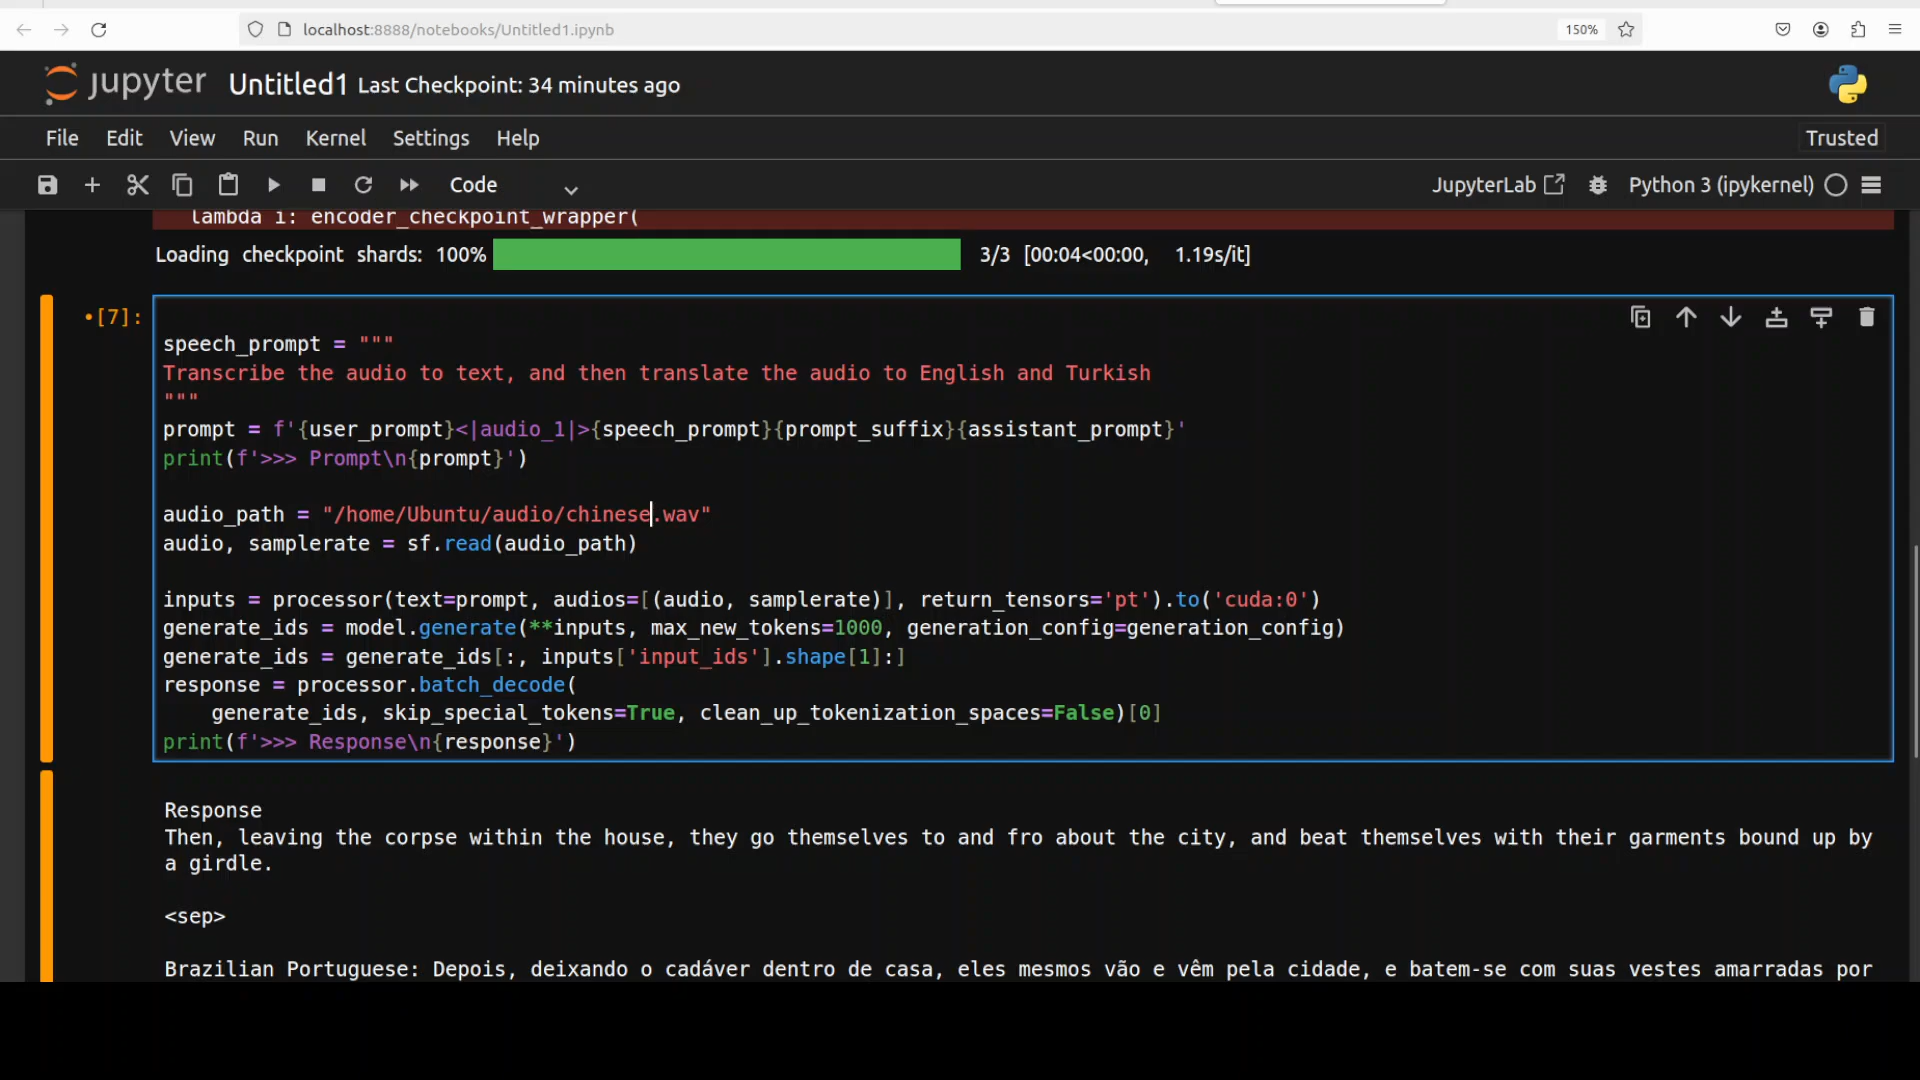 localhost:8888/notebooks/Untitled1.ipynb
150%
jupyter Untitled1 Last Checkpoint: 34 minutes ago
File Edit View Run Kernel Settings Help
Trusted
Code
JupyterLab
Python 3 (ipykernel)
lambda i: encoder_checkpoint_wrapper(
Loading checkpoint shards: 100% 3/3 [00:04<00:00, 1.19s/it]
•[7]:
speech_prompt = """
Transcribe the audio to text, and then translate the audio to English and Turkish
"""
prompt = f'{user_prompt}<|audio_1|>{speech_prompt}{prompt_suffix}{assistant_prompt}'
print(f'>>> Prompt\n{prompt}')
audio_path = "/home/Ubuntu/audio/chinese.wav"
audio, samplerate = sf.read(audio_path)
inputs = processor(text=prompt, audios=[(audio, samplerate)], return_tensors='pt').to('cuda:0')
generate_ids = model.generate(**inputs, max_new_tokens=1000, generation_config=generation_config)
generate_ids = generate_ids[:, inputs['input_ids'].shape[1]:]
response = processor.batch_decode(
    generate_ids, skip_special_tokens=True, clean_up_tokenization_spaces=False)[0]
print(f'>>> Response\n{response}')
Response
Then, leaving the corpse within the house, they go themselves to and fro about the city, and beat themselves with their garments bound up by
a girdle.
<sep>
Brazilian Portuguese: Depois, deixando o cadáver dentro de casa, eles mesmos vão e vêm pela cidade, e batem-se com suas vestes amarradas por